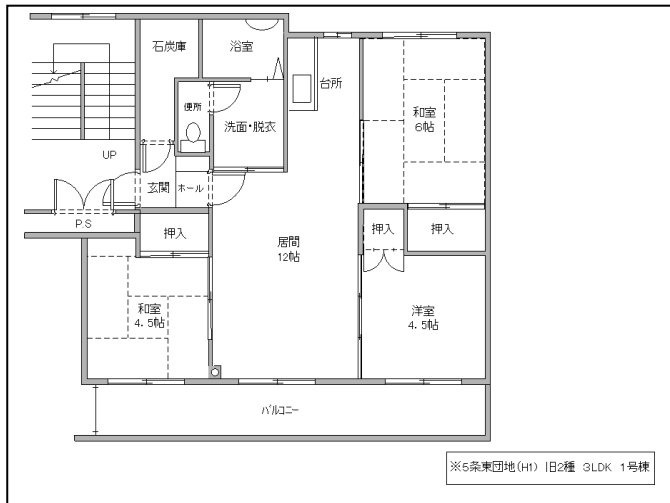 石炭庫
浴室
台所
和室
6帖
便所
洗面・脱衣
UP
玄関
ホール
P.S
押入
押入
押入
居間
12帖
和室
4.5帖
洋室
4.5帖
バルコニー
※5条東団地(H1) 旧2種 3LDK 1号棟